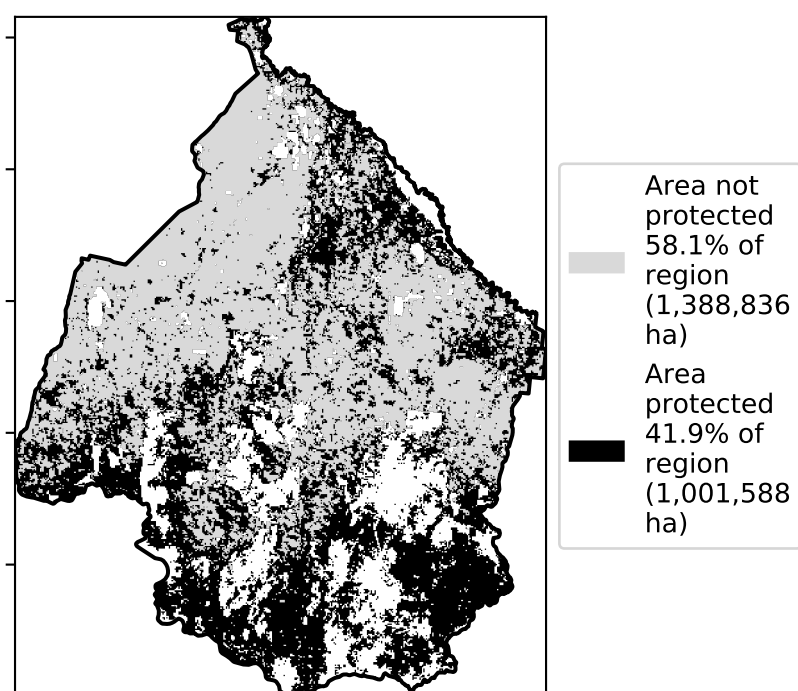 Area not
protected
58.1% of
region
(1,388,836
ha)
Area
protected
41.9% of
region
(1,001,588
ha)